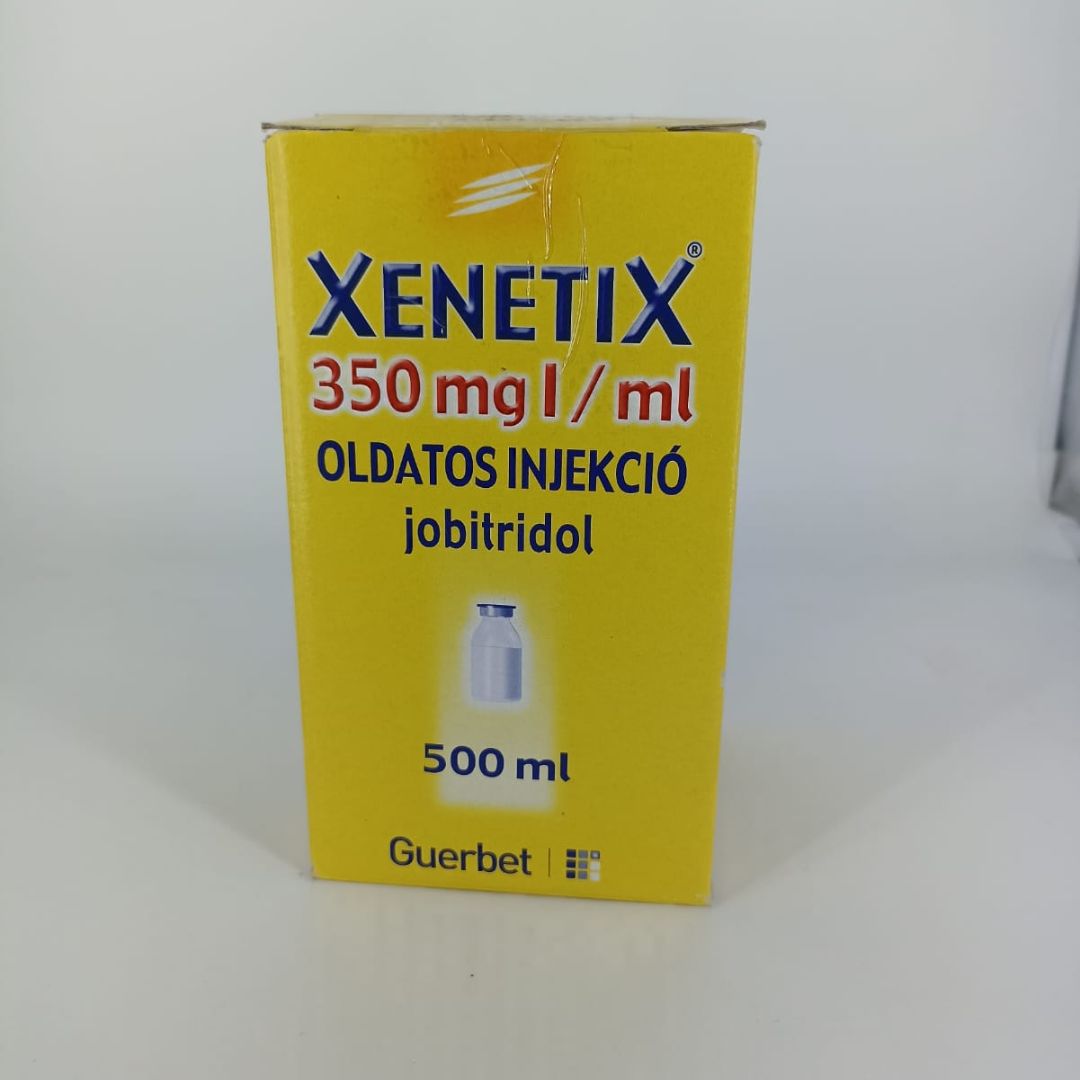 XENETIX®
350 mg I/ml
OLDATOS INJEKCIÓ
jobitridol
500 ml
Guerbet